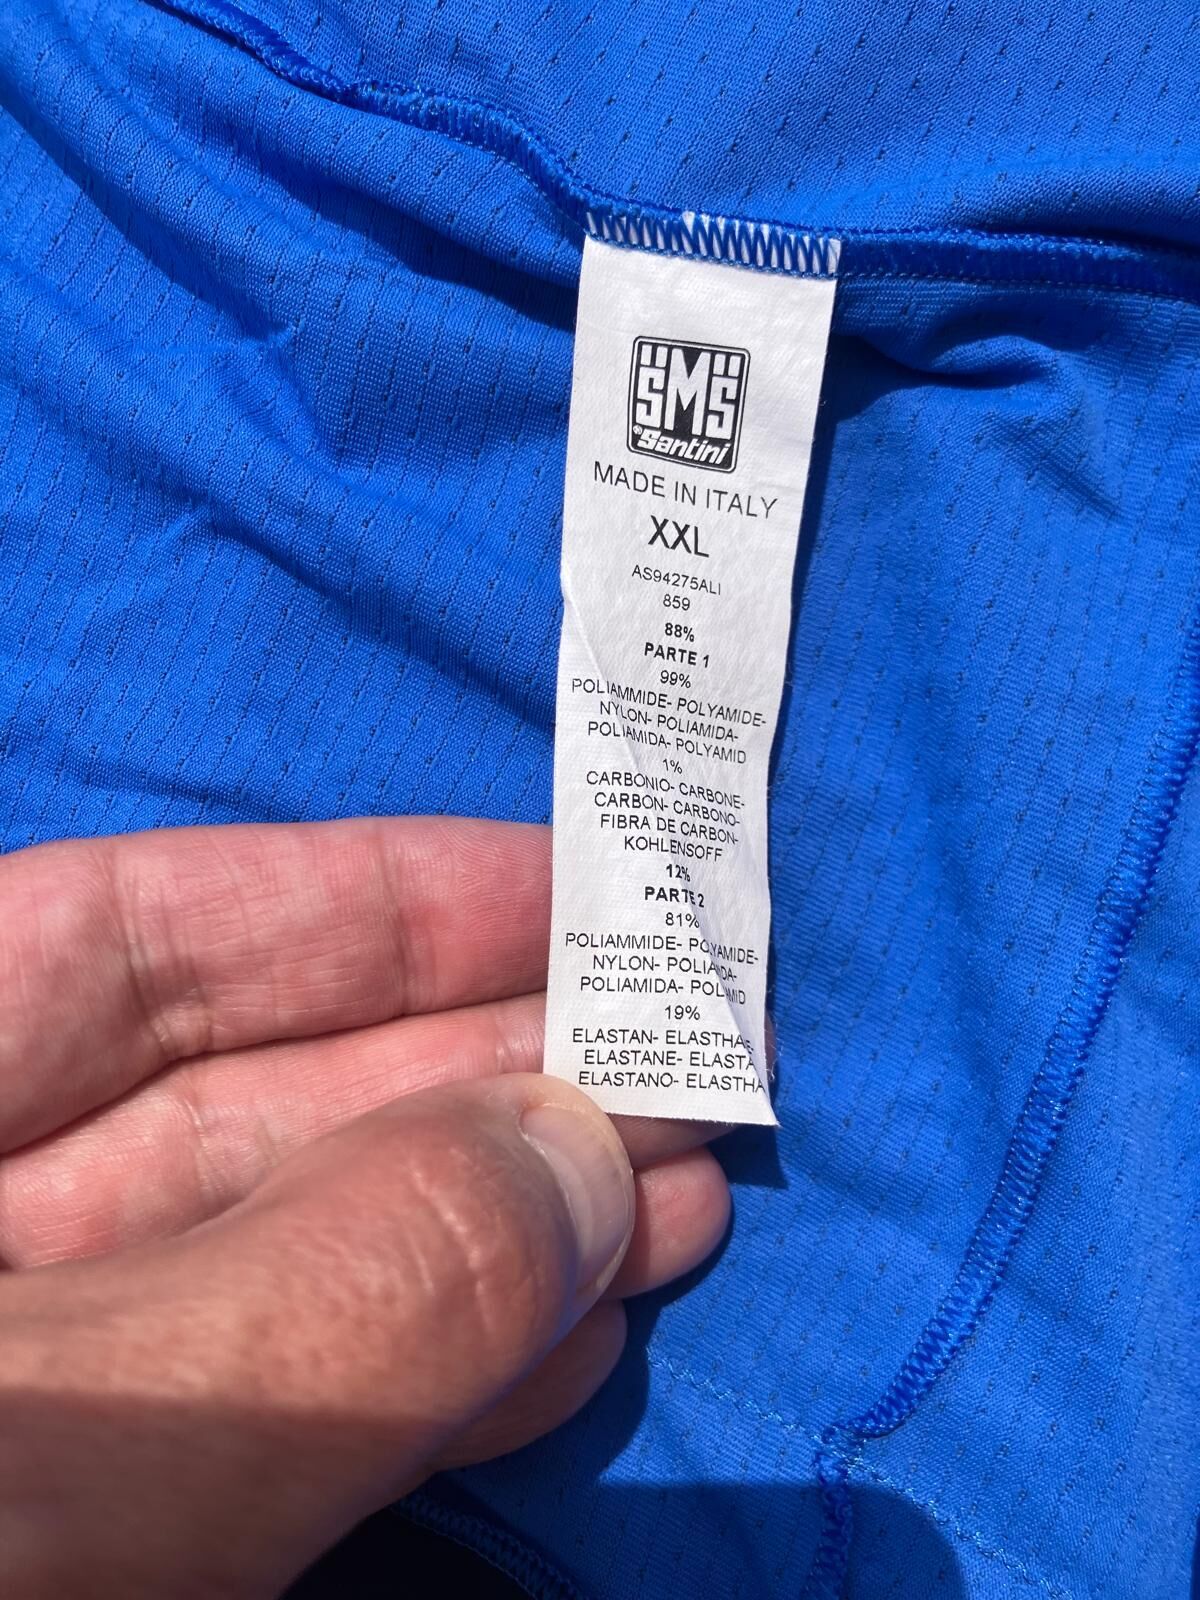 SMS
Santini
MADE IN ITALY
XXL
AS94275ALI
859
88%
PARTE 1
99%
POLIAMMIDE- POLYAMIDE-
NYLON- POLIAMIDA-
POLIAMIDA- POLYAMID
1%
CARBONIO- CARBONE-
CARBON- CARBONO-
FIBRA DE CARBON-
KOHLENSOFF
12%
PARTE 2
81%
POLIAMMIDE- POLYAMIDE-
NYLON- POLIAMIDA-
POLIAMIDA- POLYAMID
19%
ELASTAN-
ELASTANE-
ELASTANO-